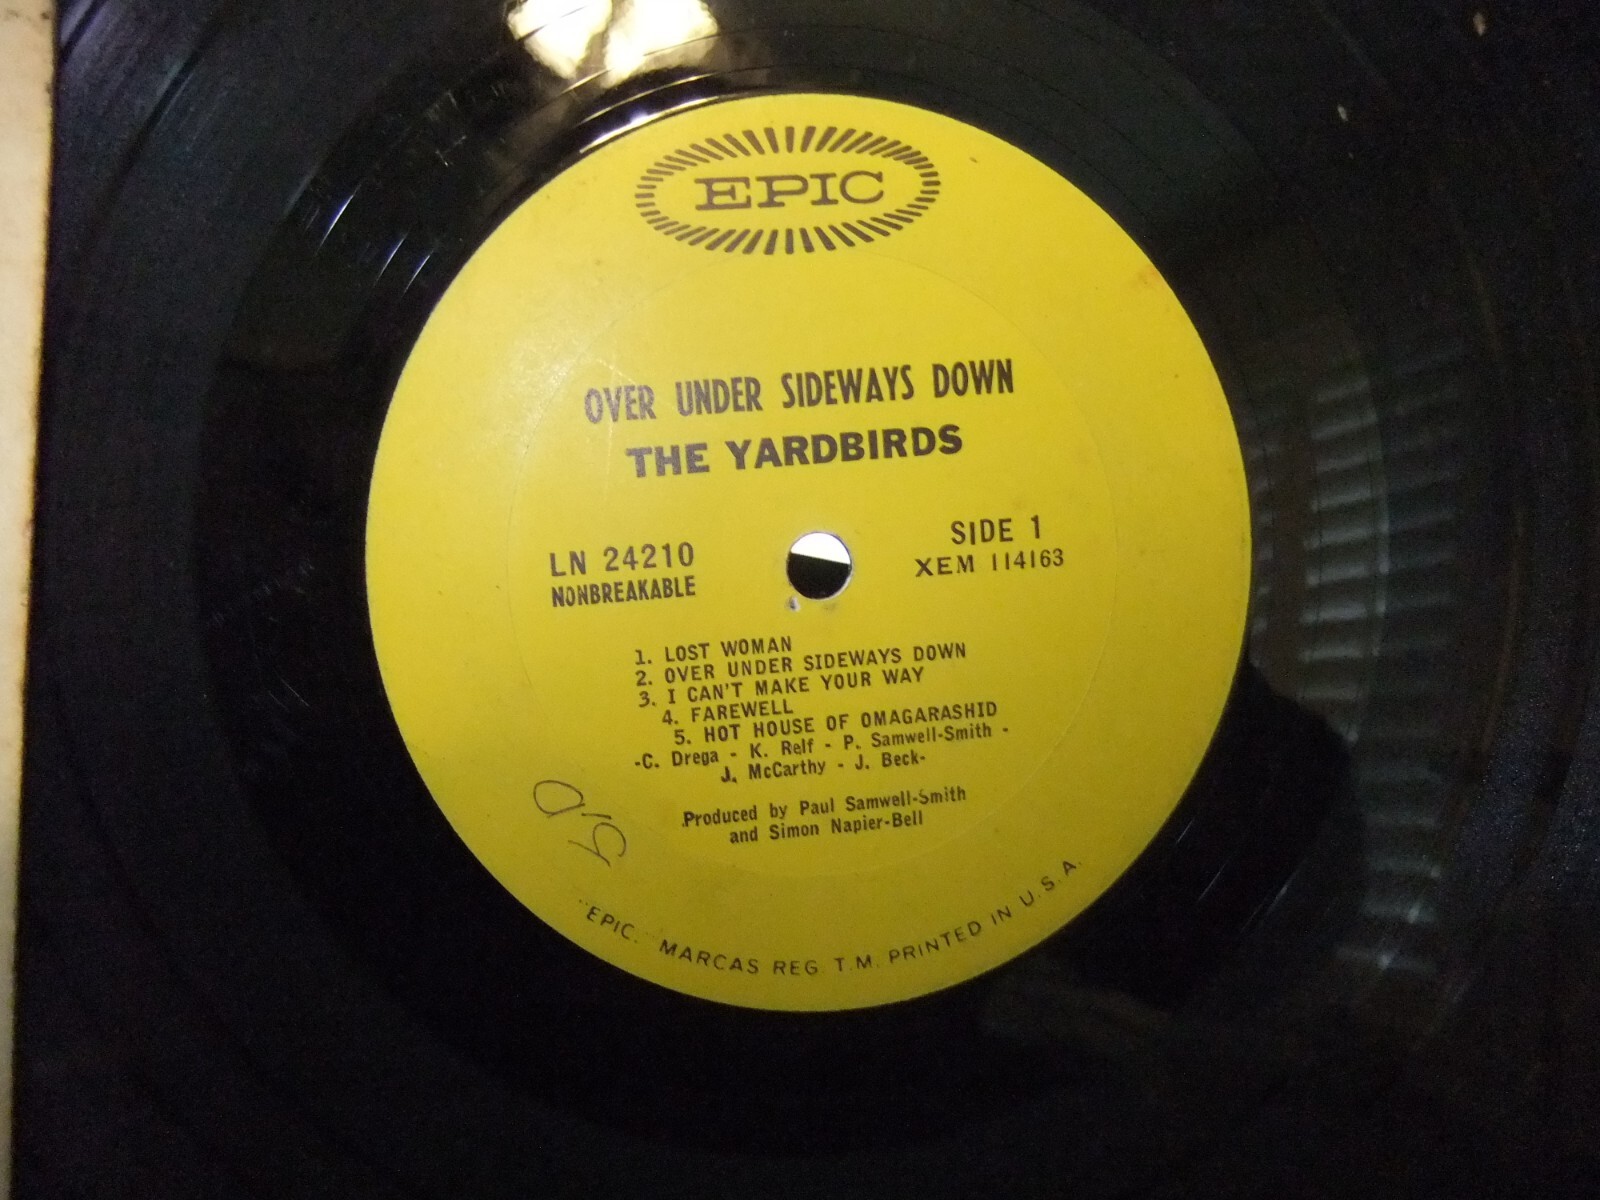 EPIC
OVER UNDER SIDEWAYS DOWN
THE YARDBIRDS
LN 24210
NONBREAKABLE
SIDE 1
XEM 114163
1. LOST WOMAN
2. OVER UNDER SIDEWAYS DOWN
3. I CAN'T MAKE YOUR WAY
4. FAREWELL
5. HOT HOUSE OF OMAGARASHID
-C. Drega - K. Relf - P. Samwell-Smith -
J. McCarthy - J. Beck-
Produced by Paul Samwell-Smith
and Simon Napier-Bell
"EPIC," MARCAS REG. T.M. PRINTED IN U.S.A.